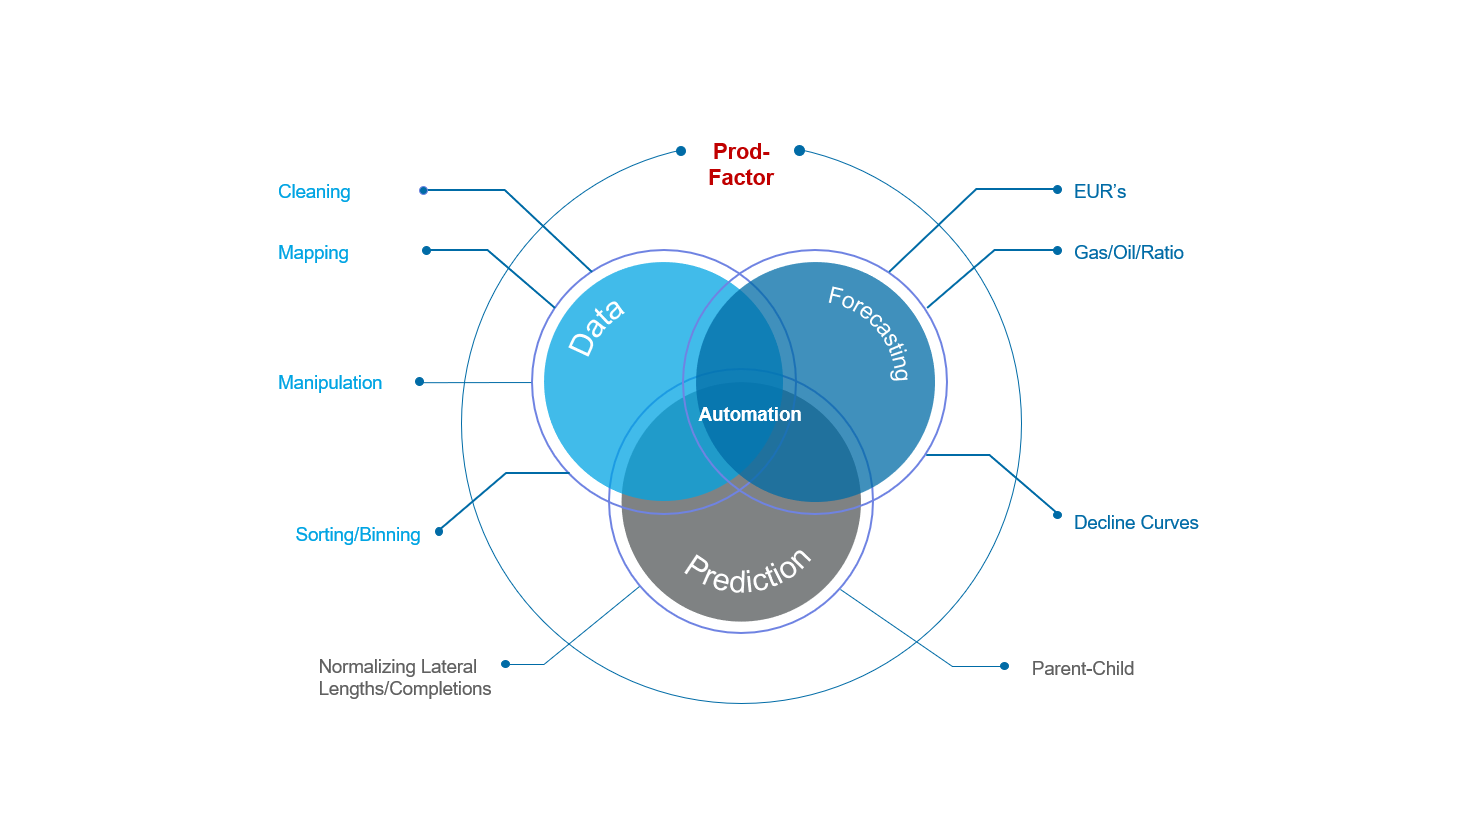 Prod-
Factor
Cleaning
EUR’s
Mapping
Gas/Oil/Ratio
Data
Forecasting
Manipulation
Automation
Sorting/Binning
Decline Curves
Prediction
Normalizing Lateral
Lengths/Completions
Parent-Child